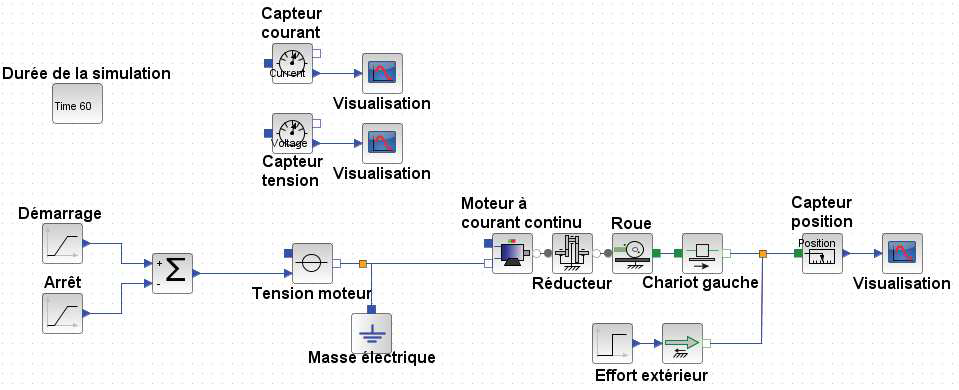 Capteur
courant
Current
Visualisation
Durée de la simulation
Time 60
Voltage
Capteur
tension
Visualisation
Démarrage
+
Σ
-
Arrêt
Tension moteur
Masse électrique
Moteur à
courant continu
Réducteur
Roue
Chariot gauche
Capteur
position
Position
Visualisation
Effort extérieur